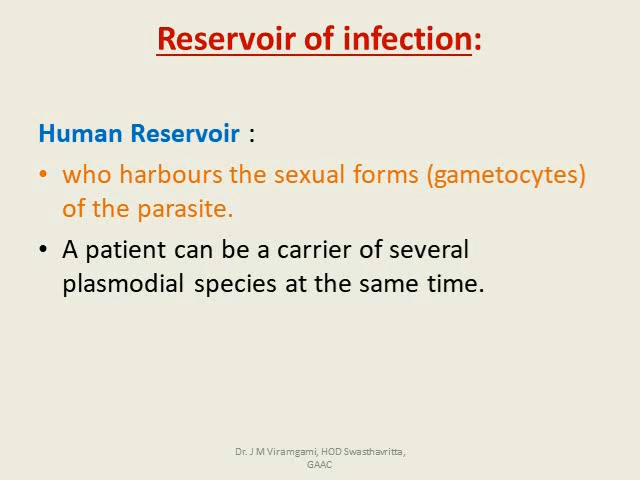 Reservoir of infection:
Human Reservoir :
• who harbours the sexual forms (gametocytes)
of the parasite.
• A patient can be a carrier of several
plasmodial species at the same time.
Dr. J M Viramgami, HOD Swasthavritta,
GAAC